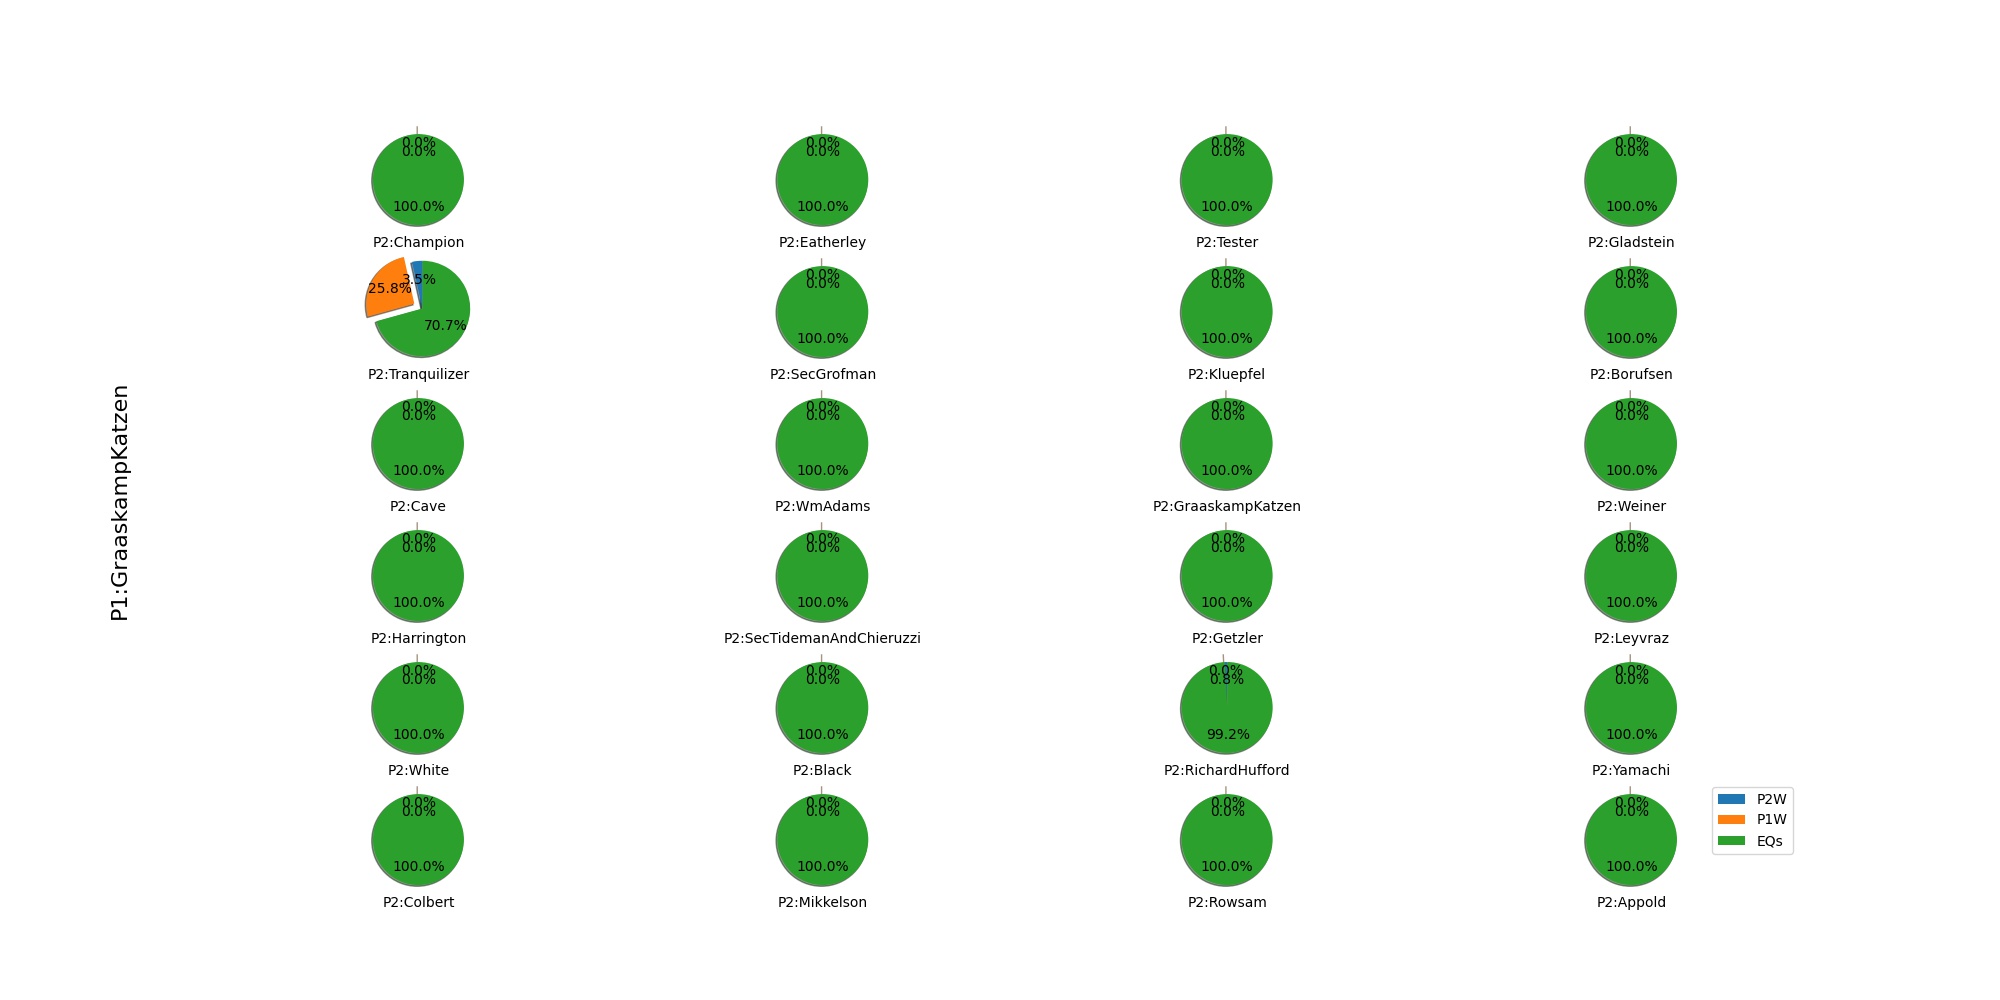 P1:GraaskampKatzen
0.0%
0.0%
100.0%
P2:Champion
0.0%
0.0%
100.0%
P2:Eatherley
0.0%
0.0%
100.0%
P2:Tester
0.0%
0.0%
100.0%
P2:Gladstein
3.5%
25.8%
70.7%
P2:Tranquilizer
0.0%
0.0%
100.0%
P2:SecGrofman
0.0%
0.0%
100.0%
P2:Kluepfel
0.0%
0.0%
100.0%
P2:Borufsen
0.0%
0.0%
100.0%
P2:Cave
0.0%
0.0%
100.0%
P2:WmAdams
0.0%
0.0%
100.0%
P2:GraaskampKatzen
0.0%
0.0%
100.0%
P2:Weiner
0.0%
0.0%
100.0%
P2:Harrington
0.0%
0.0%
100.0%
P2:SecTidemanAndChieruzzi
0.0%
0.0%
100.0%
P2:Getzler
0.0%
0.0%
100.0%
P2:Leyvraz
0.0%
0.0%
100.0%
P2:White
0.0%
0.0%
100.0%
P2:Black
0.0%
0.8%
99.2%
P2:RichardHufford
0.0%
0.0%
100.0%
P2:Yamachi
0.0%
0.0%
100.0%
P2:Colbert
0.0%
0.0%
100.0%
P2:Mikkelson
0.0%
0.0%
100.0%
P2:Rowsam
0.0%
0.0%
100.0%
P2:Appold
P2W
P1W
EQs